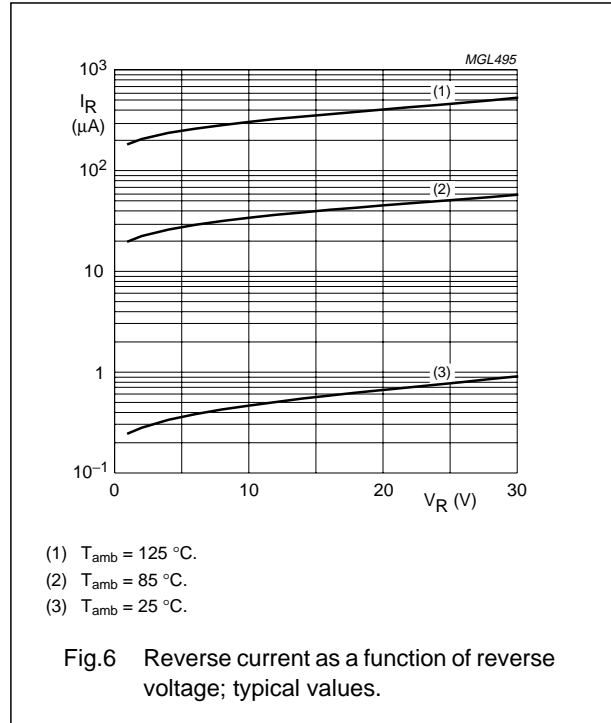 MGL495
10³
I_R
(μA)
(1)
10²
(2)
10
1
(3)
10⁻¹
0 10 20 30
V_R (V)
(1) T_amb = 125 °C.
(2) T_amb = 85 °C.
(3) T_amb = 25 °C.
Fig.6 Reverse current as a function of reverse
voltage; typical values.